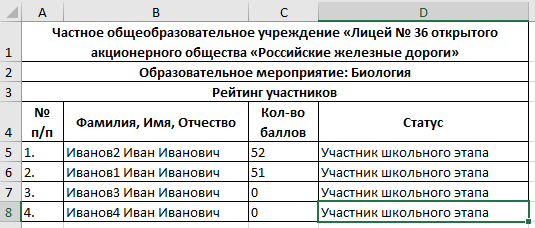 A B C D
1 Частное общеобразовательное учреждение «Лицей № 36 открытого
акционерного общества «Российские железные дороги»
2 Образовательное мероприятие: Биология
3 Рейтинг участников
4 № п/п Фамилия, Имя, Отчество Кол-во баллов Статус
5 1. Иванов2 Иван Иванович 52 Участник школьного этапа
6 2. Иванов1 Иван Иванович 51 Участник школьного этапа
7 3. Иванов3 Иван Иванович 0 Участник школьного этапа
8 4. Иванов4 Иван Иванович 0 Участник школьного этапа